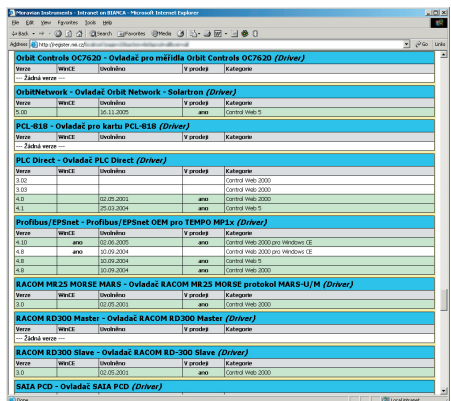 Moravian Instruments - Intranet on BIANCA - Microsoft Internet Explorer
File Edit View Favorites Tools Help
Back Search Favorites Media
Address http://register.mii.cz/ Go Links
Orbit Controls OC7620 - Ovladač pro měřidla Orbit Controls OC7620 (Driver)
Verze WinCE Uvolněno V prodeji Kategorie
--- Žádná verze ---
OrbitNetwork - Ovladač Orbit Network - Solartron (Driver)
Verze WinCE Uvolněno V prodeji Kategorie
5.00 16.11.2005 ano Control Web 5
PCL-818 - Ovladač pro kartu PCL-818 (Driver)
Verze WinCE Uvolněno V prodeji Kategorie
--- Žádná verze ---
PLC Direct - Ovladač PLC Direct (Driver)
Verze WinCE Uvolněno V prodeji Kategorie
3.02 Control Web 2000
3.03 Control Web 2000
4.0 02.05.2001 ano Control Web 2000
4.1 25.03.2004 ano Control Web 5
Profibus/EPSnet - Profibus/EPSnet OEM pro TEMPO MP1x (Driver)
Verze WinCE Uvolněno V prodeji Kategorie
4.10 ano 02.06.2005 ano Control Web 2000 pro Windows CE
4.8 ano 10.09.2004 Control Web 2000 pro Windows CE
4.8 10.09.2004 ano Control Web 5
4.8 10.09.2004 ano Control Web 2000
RACOM MR25 MORSE MARS - Ovladač RACOM MR25 MORSE protokol MARS-U/M (Driver)
Verze WinCE Uvolněno V prodeji Kategorie
3.0 02.05.2001 ano Control Web 2000
RACOM RD300 Master - Ovladač RACOM RD300 Master (Driver)
Verze WinCE Uvolněno V prodeji Kategorie
--- Žádná verze ---
RACOM RD300 Slave - Ovladač RACOM RD-300 Slave (Driver)
Verze WinCE Uvolněno V prodeji Kategorie
3.0 02.05.2001 ano Control Web 2000
SAIA PCD - Ovladač SAIA PCD (Driver)
Done Local intranet